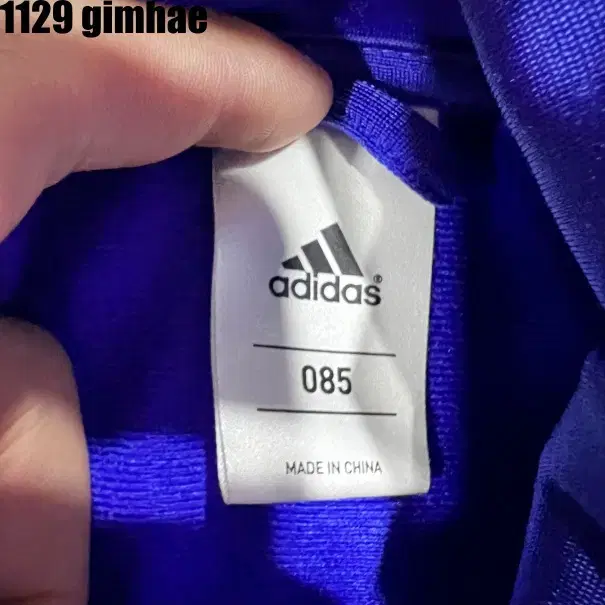 1129 gimhae
adidas®
085
MADE IN CHINA